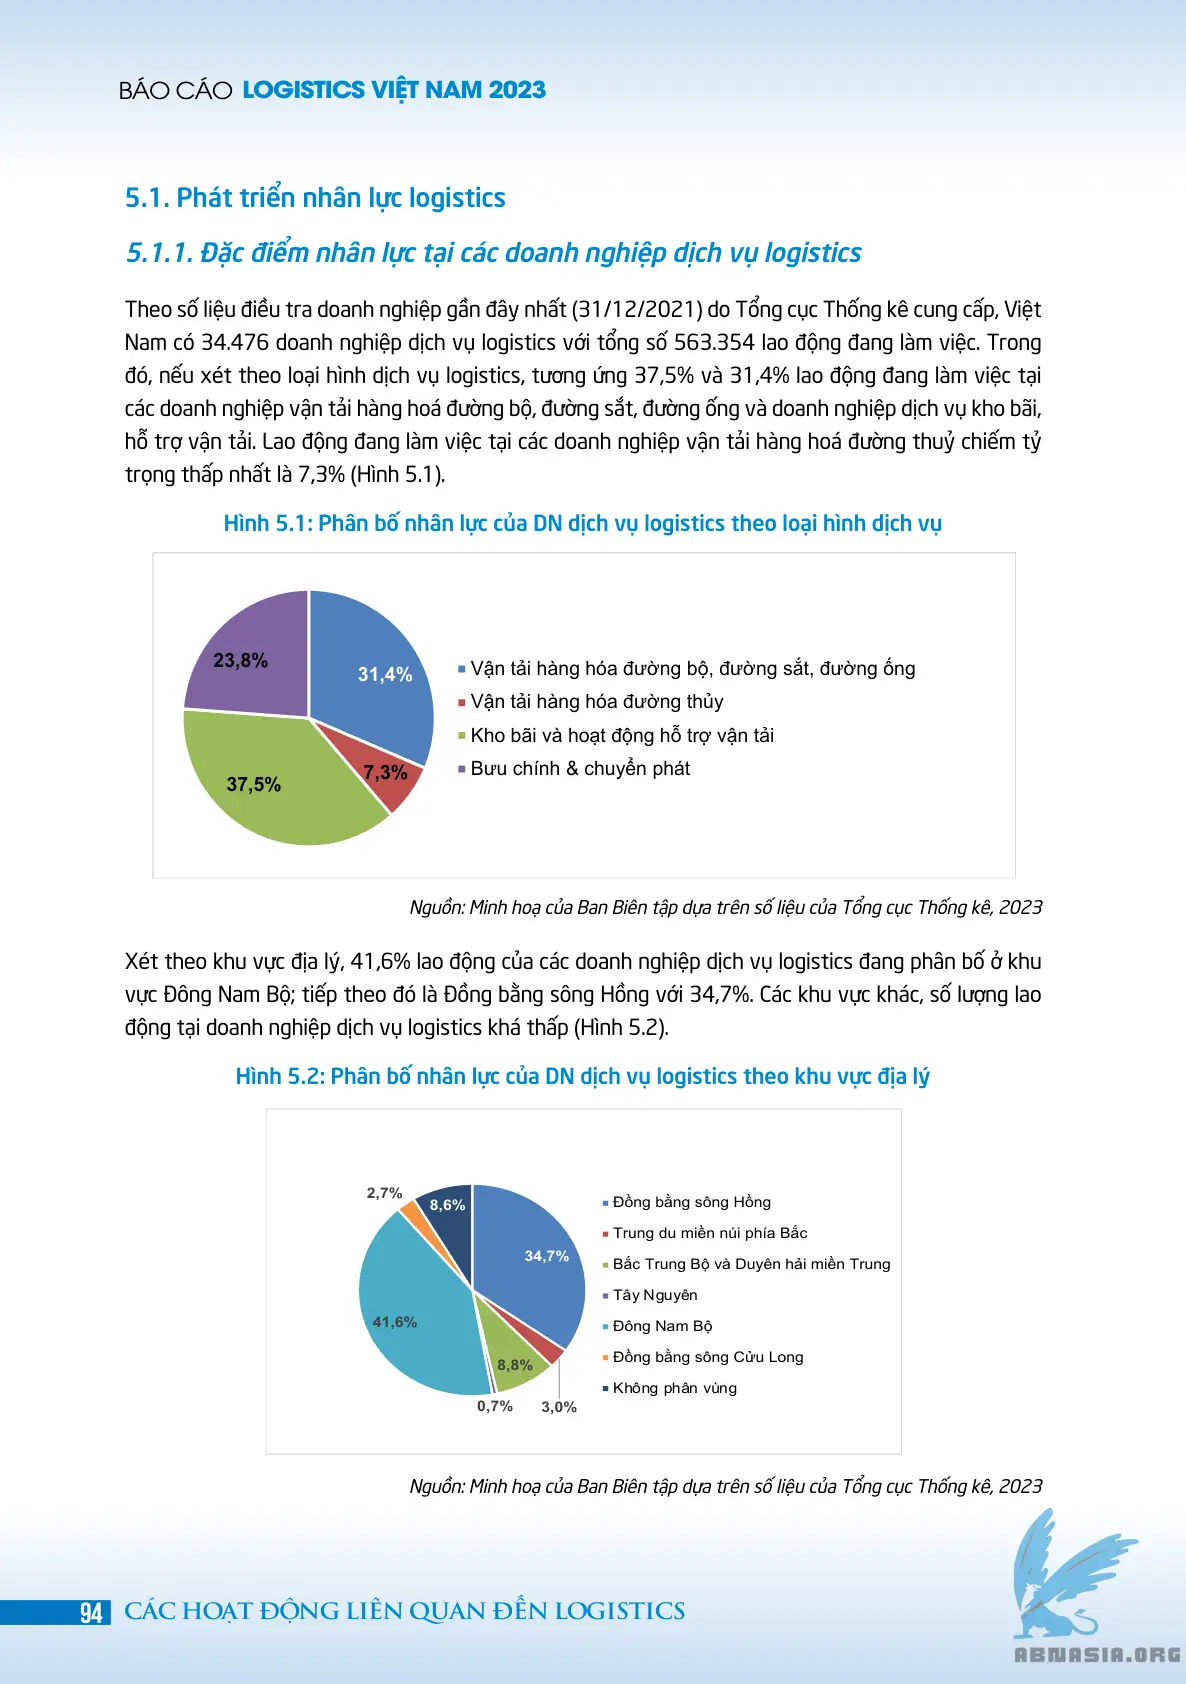 BÁO CÁO LOGISTICS VIỆT NAM 2023
5.1. Phát triển nhân lực logistics
5.1.1. Đặc điểm nhân lực tại các doanh nghiệp dịch vụ logistics
Theo số liệu điều tra doanh nghiệp gần đây nhất (31/12/2021) do Tổng cục Thống kê cung cấp, Việt
Nam có 34.476 doanh nghiệp dịch vụ logistics với tổng số 563.354 lao động đang làm việc. Trong
đó, nếu xét theo loại hình dịch vụ logistics, tương ứng 37,5% và 31,4% lao động đang làm việc tại
các doanh nghiệp vận tải hàng hoá đường bộ, đường sắt, đường ống và doanh nghiệp dịch vụ kho bãi,
hỗ trợ vận tải. Lao động đang làm việc tại các doanh nghiệp vận tải hàng hoá đường thuỷ chiếm tỷ
trọng thấp nhất là 7,3% (Hình 5.1).
Hình 5.1: Phân bố nhân lực của DN dịch vụ logistics theo loại hình dịch vụ
23,8%
31,4%
7,3%
37,5%
Vận tải hàng hóa đường bộ, đường sắt, đường ống
Vận tải hàng hóa đường thủy
Kho bãi và hoạt động hỗ trợ vận tải
Bưu chính & chuyển phát
Nguồn: Minh hoạ của Ban Biên tập dựa trên số liệu của Tổng cục Thống kê, 2023
Xét theo khu vực địa lý, 41,6% lao động của các doanh nghiệp dịch vụ logistics đang phân bố ở khu
vực Đông Nam Bộ; tiếp theo đó là Đồng bằng sông Hồng với 34,7%. Các khu vực khác, số lượng lao
động tại doanh nghiệp dịch vụ logistics khá thấp (Hình 5.2).
Hình 5.2: Phân bố nhân lực của DN dịch vụ logistics theo khu vực địa lý
2,7%
8,6%
34,7%
41,6%
8,8%
0,7%
3,0%
Đồng bằng sông Hồng
Trung du miền núi phía Bắc
Bắc Trung Bộ và Duyên hải miền Trung
Tây Nguyên
Đông Nam Bộ
Đồng bằng sông Cửu Long
Không phân vùng
Nguồn: Minh hoạ của Ban Biên tập dựa trên số liệu của Tổng cục Thống kê, 2023
94 CÁC HOẠT ĐỘNG LIÊN QUAN ĐẾN LOGISTICS
ABMASIA.ORG